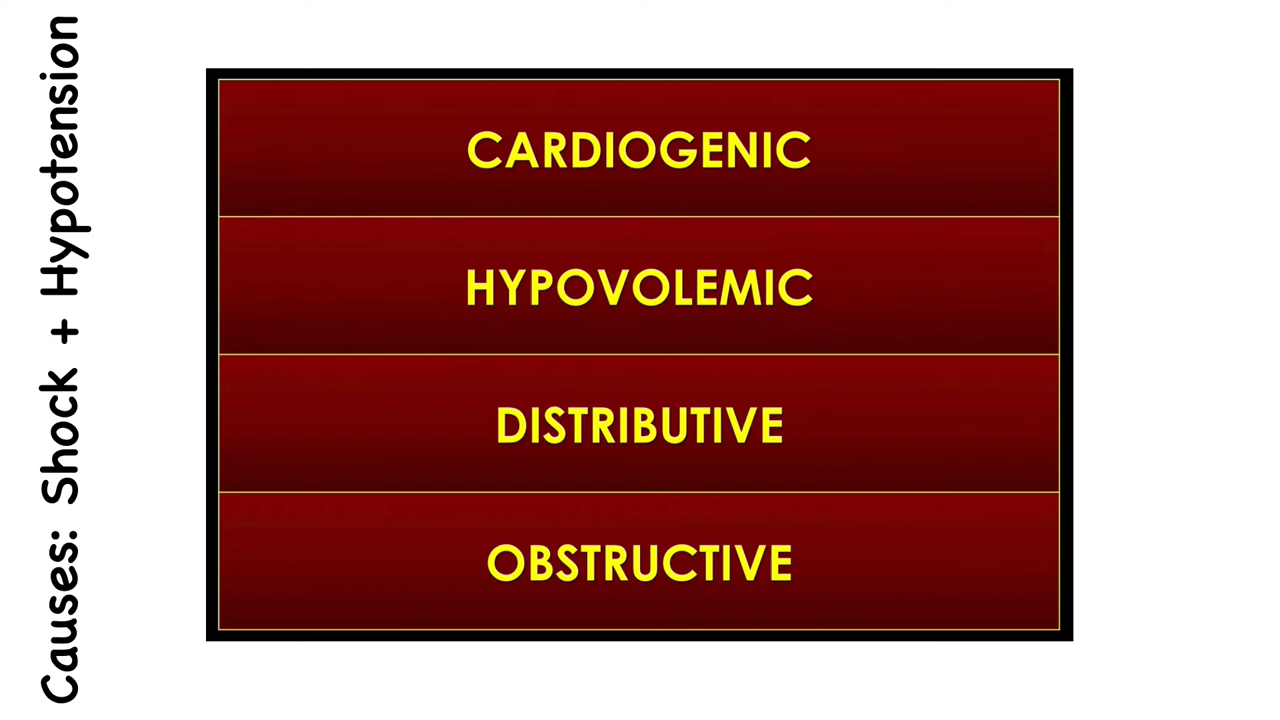 Causes: Shock + Hypotension
CARDIOGENIC
HYPOVOLEMIC
DISTRIBUTIVE
OBSTRUCTIVE